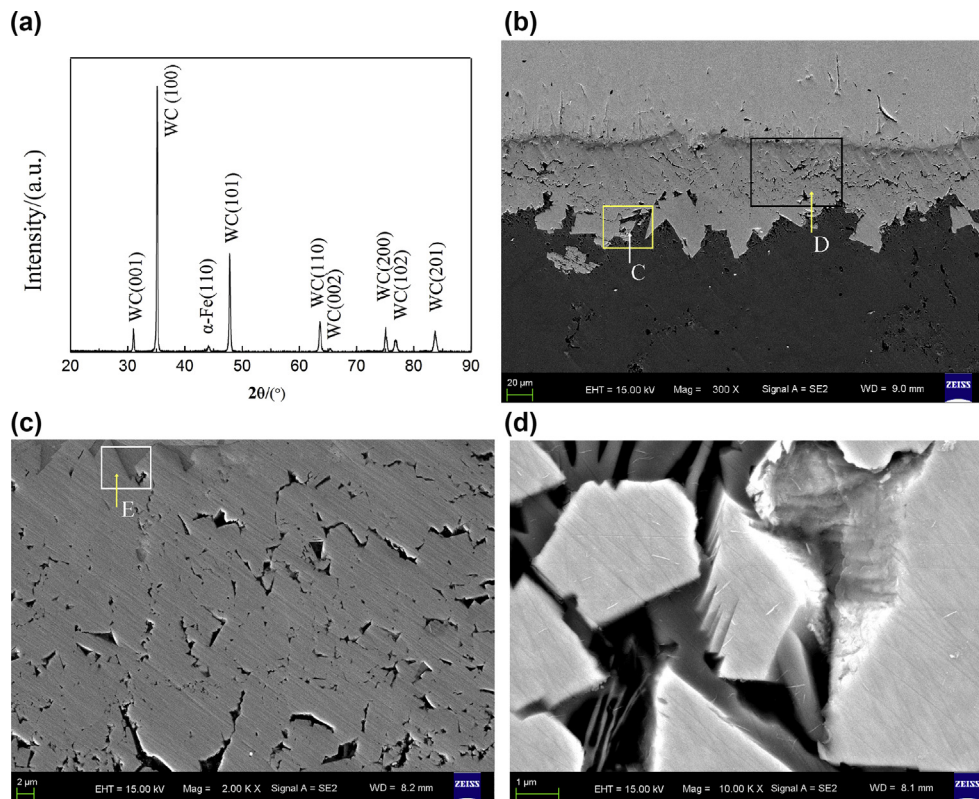 (a)
Intensity/(a.u.)
WC(001)
WC (100)
α-Fe(110)
WC(101)
WC(110)
WC(002)
WC(200)
WC(102)
WC(201)
20 30 40 50 60 70 80 90
2θ/(°)
(b)
C
D
20 µm EHT = 15.00 kV Mag = 300 X Signal A = SE2 WD = 9.0 mm ZEISS
(c)
E
2 µm EHT = 15.00 kV Mag = 2.00 K X Signal A = SE2 WD = 8.2 mm ZEISS
(d)
1 µm EHT = 15.00 kV Mag = 10.00 K X Signal A = SE2 WD = 8.1 mm ZEISS